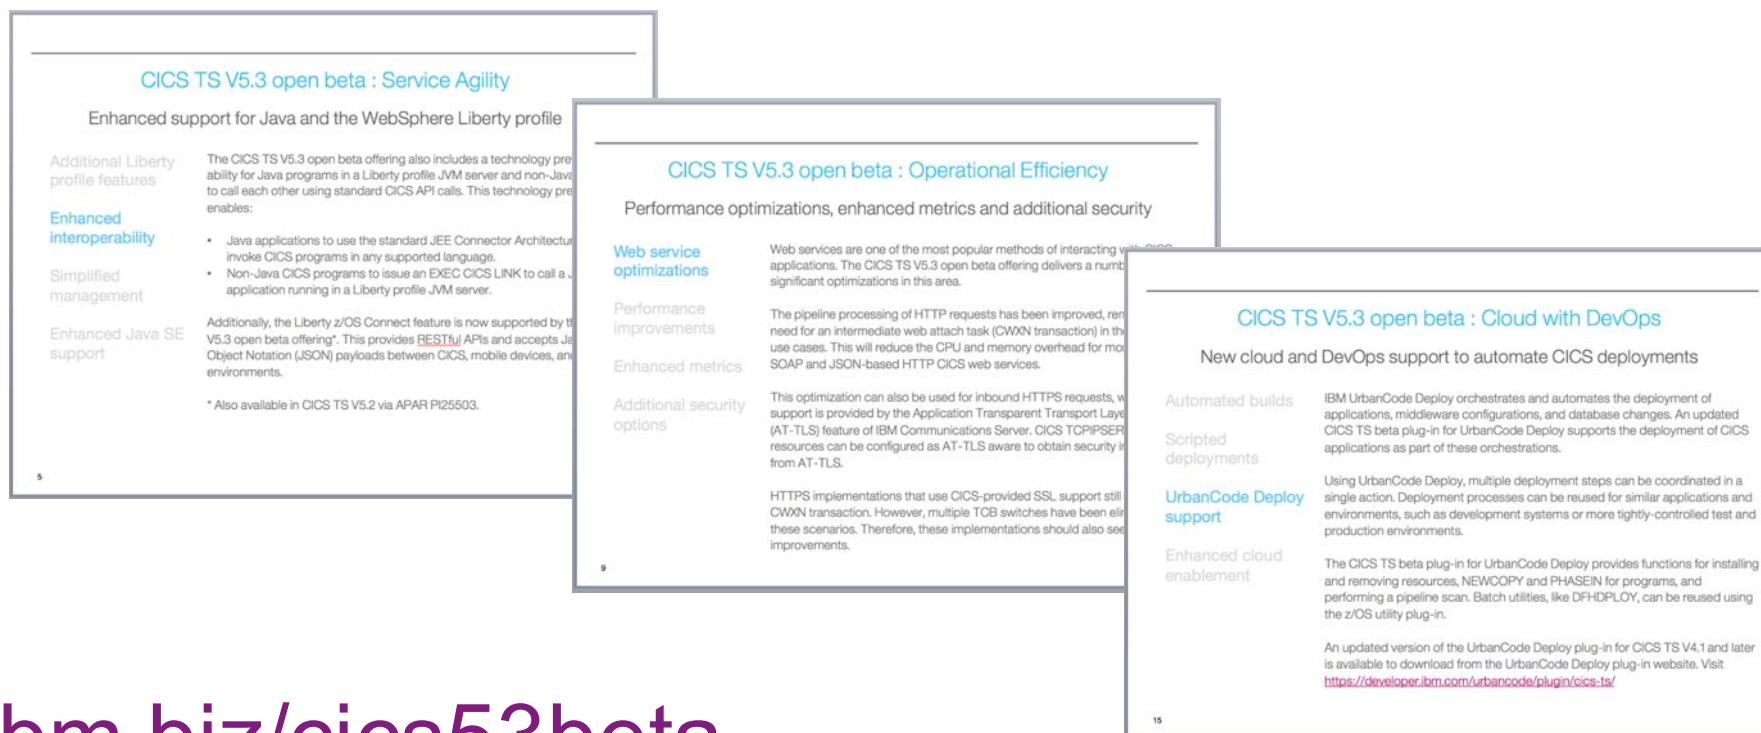 CICS TS V5.3 open beta : Service Agility
Enhanced support for Java and the WebSphere Liberty profile
Additional Liberty
profile features
Enhanced
interoperability
Simplified
management
Enhanced Java SE
support
The CICS TS V5.3 open beta offering also includes a technology
ability for Java programs in a Liberty profile JVM server and
to call each other using standard CICS API calls. This technology
enables:
• Java applications to use the standard JEE Connector
invoke CICS programs in any supported language.
• Non-Java CICS programs to issue an EXEC CICS LINK to call a
application running in a Liberty profile JVM server.
Additionally, the Liberty z/OS Connect feature is now supported by
V5.3 open beta offering*. This provides RESTful APIs and accepts
Object Notation (JSON) payloads between CICS, mobile devices,
environments.
* Also available in CICS TS V5.2 via APAR PI25503.
5
CICS TS V5.3 open beta : Operational Efficiency
Performance optimizations, enhanced metrics and additional security
Web service
optimizations
Performance
improvements
Enhanced metrics
Additional security
options
Web services are one of the most popular methods of interacting with CICS
applications. The CICS TS V5.3 open beta offering delivers a
significant optimizations in this area.
The pipeline processing of HTTP requests has been improved,
need for an intermediate web attach task (CWXN transaction) in
use cases. This will reduce the CPU and memory overhead for
SOAP and JSON-based HTTP CICS web services.
This optimization can also be used for inbound HTTPS requests,
support is provided by the Application Transparent Transport
(AT-TLS) feature of IBM Communications Server. CICS
resources can be configured as AT-TLS aware to obtain security
from AT-TLS.
HTTPS implementations that use CICS-provided SSL support still
CWXN transaction. However, multiple TCB switches have been
these scenarios. Therefore, these implementations should also see
improvements.
9
CICS TS V5.3 open beta : Cloud with DevOps
New cloud and DevOps support to automate CICS deployments
Automated builds
Scripted
deployments
UrbanCode Deploy
support
Enhanced cloud
enablement
IBM UrbanCode Deploy orchestrates and automates the deployment of
applications, middleware configurations, and database changes. An updated
CICS TS beta plug-in for UrbanCode Deploy supports the deployment of CICS
applications as part of these orchestrations.
Using UrbanCode Deploy, multiple deployment steps can be coordinated in a
single action. Deployment processes can be reused for similar applications and
environments, such as development systems or more tightly-controlled test and
production environments.
The CICS TS beta plug-in for UrbanCode Deploy provides functions for installing
and removing resources, NEWCOPY and PHASEIN for programs, and
performing a pipeline scan. Batch utilities, like DFHDPLOY, can be reused using
the z/OS utility plug-in.
An updated version of the UrbanCode Deploy plug-in for CICS TS V4.1 and later
is available to download from the UrbanCode Deploy plug-in website. Visit
https://developer.ibm.com/urbancode/plugin/cics-ts/
15
bm.biz/cics53beta